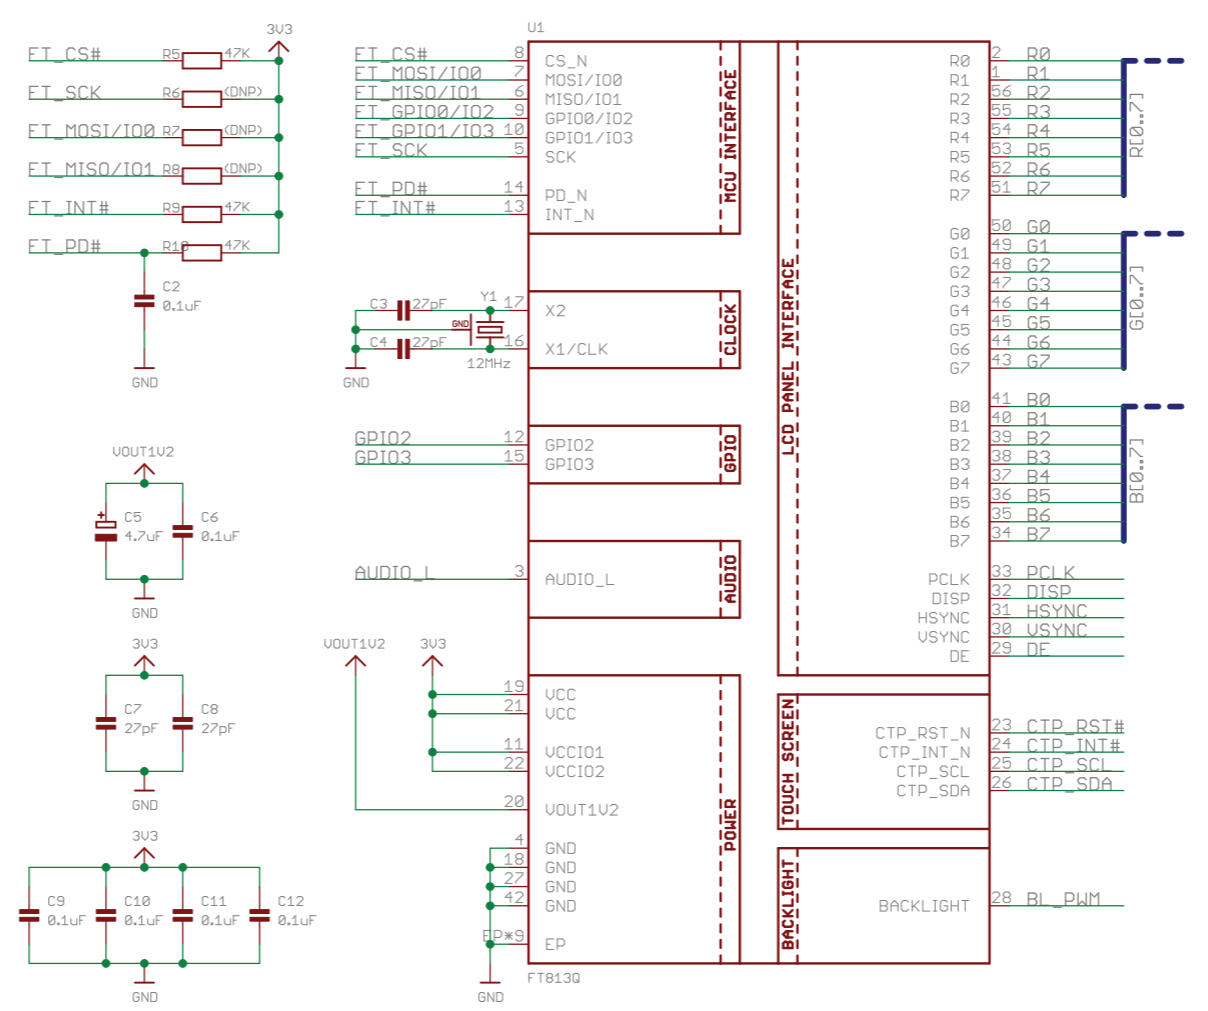 U1
3V3
FT_CS# R5 47K
FT_SCK R6 (DNP)
FT_MOSI/IO0 R7 (DNP)
FT_MISO/IO1 R8 (DNP)
FT_INT# R9 47K
FT_PD# R10 47K
C2
0.1uF
GND
FT_CS# 8 CS_N
FT_MOSI/IO0 7 MOSI/IO0
FT_MISO/IO1 6 MISO/IO1
FT_GPIO0/IO2 9 GPIO0/IO2
FT_GPIO1/IO3 10 GPIO1/IO3
FT_SCK 5 SCK
FT_PD# 14 PD_N
FT_INT# 13 INT_N
MCU INTERFACE
C3 27pF Y1 17 X2
GND
C4 27pF 16 X1/CLK
12MHz
GND
CLOCK
GPIO2 12 GPIO2
GPIO3 15 GPIO3
GPIO
AUDIO_L 3 AUDIO_L
AUDIO
VOUT1V2
C5
4.7uF
C6
0.1uF
GND
3V3
C7
27pF
C8
27pF
GND
3V3
C9
0.1uF
C10
0.1uF
C11
0.1uF
C12
0.1uF
GND
VOUT1V2 3V3
19 VCC
21 VCC
11 VCCIO1
22 VCCIO2
20 VOUT1V2
4 GND
18 GND
27 GND
42 GND
EP*9 EP
GND
POWER
FT813Q
LCD PANEL INTERFACE
R0 2 R0
R1 1 R1
R2 56 R2
R3 55 R3
R4 54 R4
R5 53 R5
R6 52 R6
R7 51 R7
R[0..7]
G0 50 G0
G1 49 G1
G2 48 G2
G3 47 G3
G4 46 G4
G5 45 G5
G6 44 G6
G7 43 G7
G[0..7]
B0 41 B0
B1 40 B1
B2 39 B2
B3 38 B3
B4 37 B4
B5 36 B5
B6 35 B6
B7 34 B7
B[0..7]
PCLK 33 PCLK
DISP 32 DISP
HSYNC 31 HSYNC
VSYNC 30 VSYNC
DE 29 DE
TOUCH SCREEN
CTP_RST_N 23 CTP_RST#
CTP_INT_N 24 CTP_INT#
CTP_SCL 25 CTP_SCL
CTP_SDA 26 CTP_SDA
BACKLIGHT
BACKLIGHT 28 BL_PWM